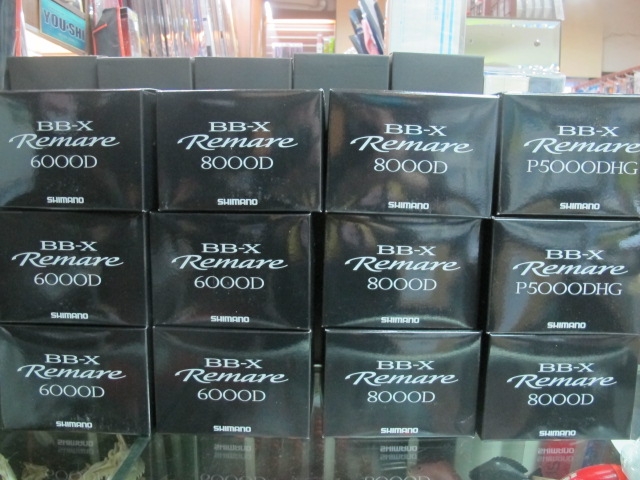 YOU-SHI
BB-X
Remare
6000D
SHIMANO
BB-X
Remare
8000D
SHIMANO
BB-X
Remare
8000D
SHIMANO
BB-X
Remare
P5000DHG
SHIMANO
BB-X
Remare
6000D
SHIMANO
BB-X
Remare
6000D
SHIMANO
BB-X
Remare
8000D
SHIMANO
BB-X
Remare
P5000DHG
SHIMANO
BB-X
Remare
6000D
SHIMANO
BB-X
Remare
6000D
SHIMANO
BB-X
Remare
8000D
SHIMANO
BB-X
Remare
8000D
SHIMANO